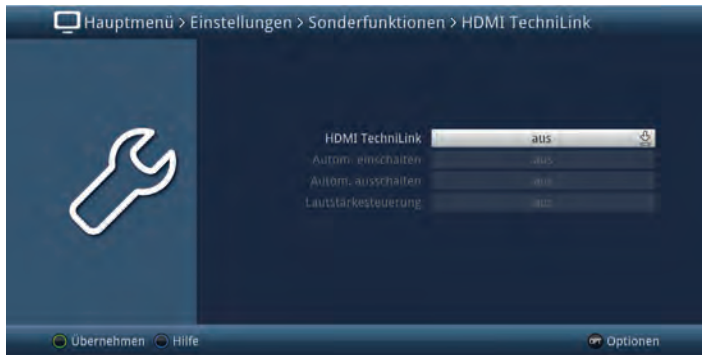 Hauptmenü > Einstellungen > Sonderfunktionen > HDMI TechniLink
HDMI TechniLink aus
Autom. einschalten aus
Autom. ausschalten aus
Lautstärkesteuerung aus
Übernehmen Hilfe OPT Optionen